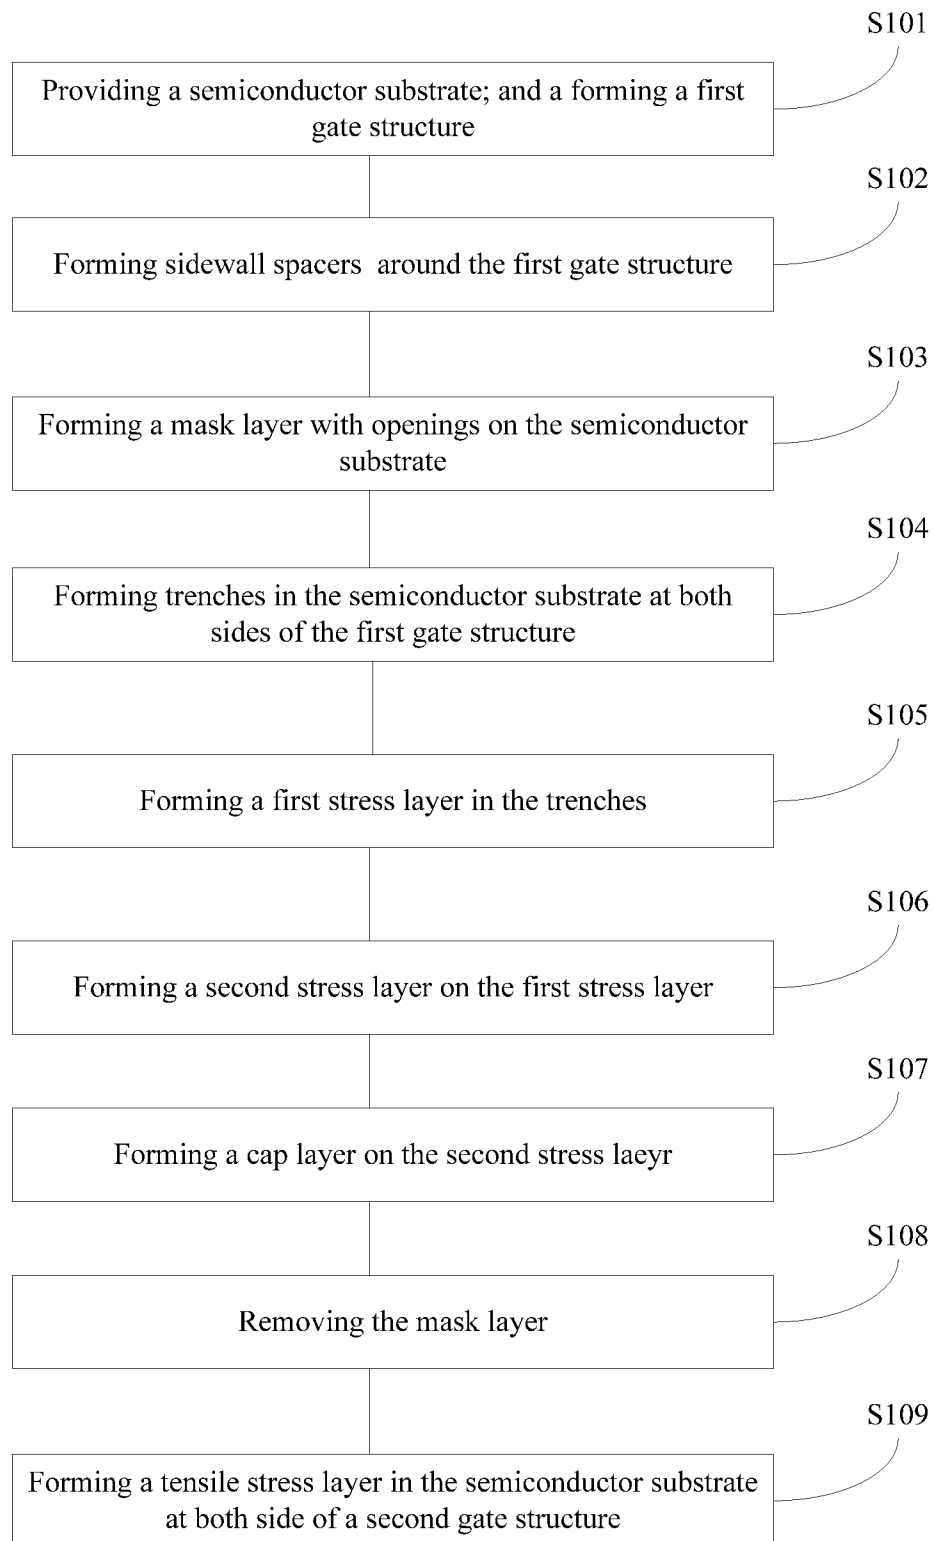 S101
Providing a semiconductor substrate; and a forming a first
gate structure
S102
Forming sidewall spacers  around the first gate structure
S103
Forming a mask layer with openings on the semiconductor
substrate
S104
Forming trenches in the semiconductor substrate at both
sides of the first gate structure
S105
Forming a first stress layer in the trenches
S106
Forming a second stress layer on the first stress layer
S107
Forming a cap layer on the second stress laeyr
S108
Removing the mask layer
S109
Forming a tensile stress layer in the semiconductor substrate
at both side of a second gate structure